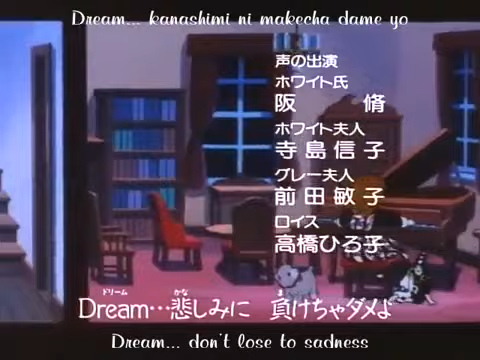 Dream... kanashimi ni makecha dame yo
声の出演
ホワイト氏
阪 脩
ホワイト夫人
寺島信子
グレー夫人
前田敏子
ロイス
高橋ひろ子
ドリーム かな ま
Dream…悲しみに 負けちゃダメよ
Dream... don't lose to sadness